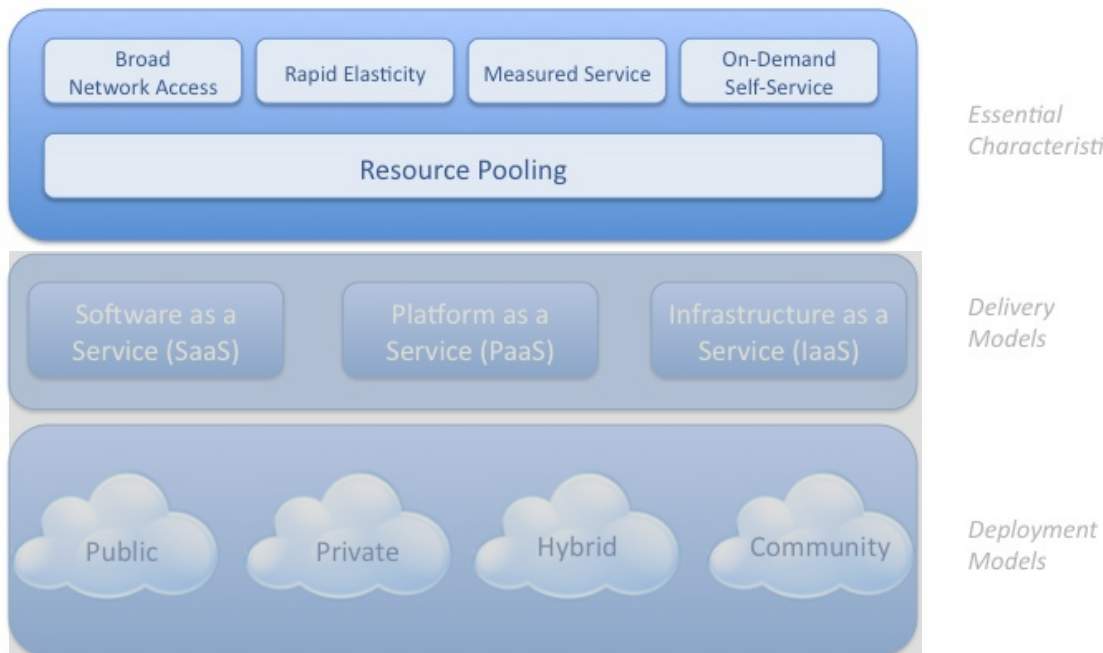 Broad
Network Access
Rapid Elasticity
Measured Service
On-Demand
Self-Service
Resource Pooling
Essential
Characteristi
Software as a
Service (SaaS)
Platform as a
Service (PaaS)
Infrastructure as a
Service (IaaS)
Delivery
Models
Public
Private
Hybrid
Community
Deployment
Models